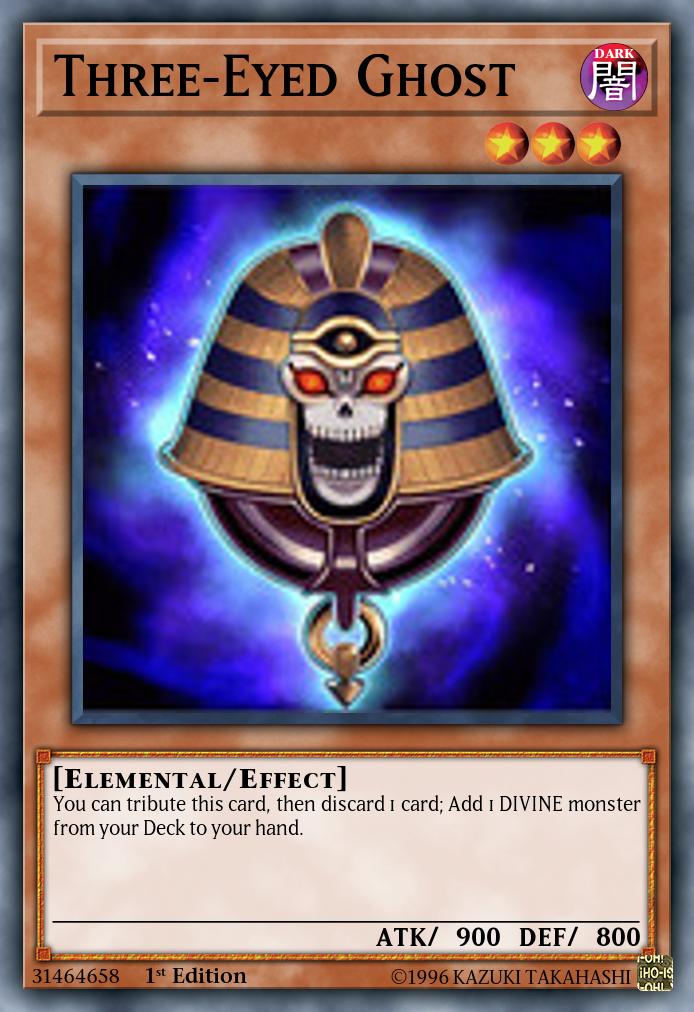 Three-Eyed Ghost
DARK
闇
[Elemental/Effect]
You can tribute this card, then discard 1 card; Add 1 DIVINE monster
from your Deck to your hand.
ATK/ 900 DEF/ 800
31464658 1st Edition ©1996 KAZUKI TAKAHASHI